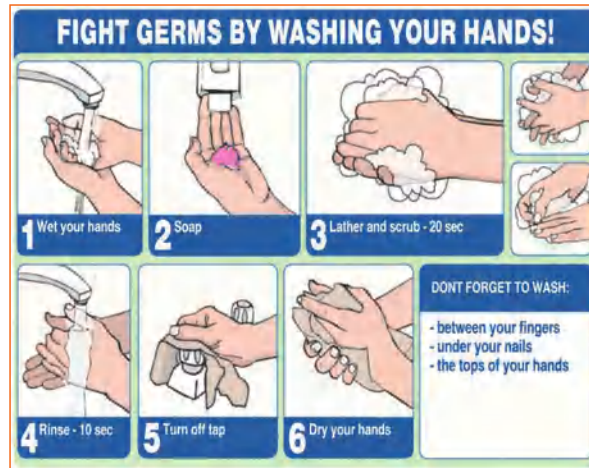 FIGHT GERMS BY WASHING YOUR HANDS!
1 Wet your hands
2 Soap
3 Lather and scrub - 20 sec
4 Rinse - 10 sec
5 Turn off tap
6 Dry your hands
DONT FORGET TO WASH:
- between your fingers
- under your nails
- the tops of your hands